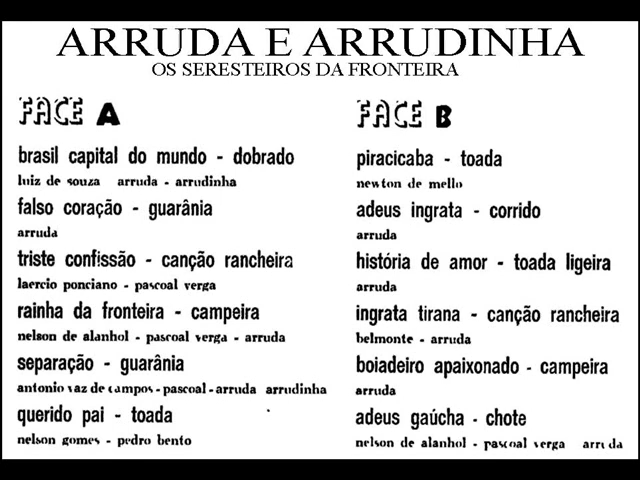 ARRUDA E ARRUDINHA
OS SERESTEIROS DA FRONTEIRA
FACE A
brasil capital do mundo - dobrado
luiz de souza arruda - arrudinha
falso coração - guarânia
arruda
triste confissão - canção rancheira
laercio ponciano - pascoal verga
rainha da fronteira - campeira
nelson de alanhol - pascoal verga - arruda
separação - guarânia
antonio vaz de campos - pascoal - arruda arrudinha
querido pai - toada
nelson gomes - pedro bento
FACE B
piracicaba - toada
newton de mello
adeus ingrata - corrido
arruda
história de amor - toada ligeira
arruda
ingrata tirana - canção rancheira
belmonte - arruda
boiadeiro apaixonado - campeira
arruda
adeus gaúcha - chote
nelson de alanhol - pascoal verga arruda